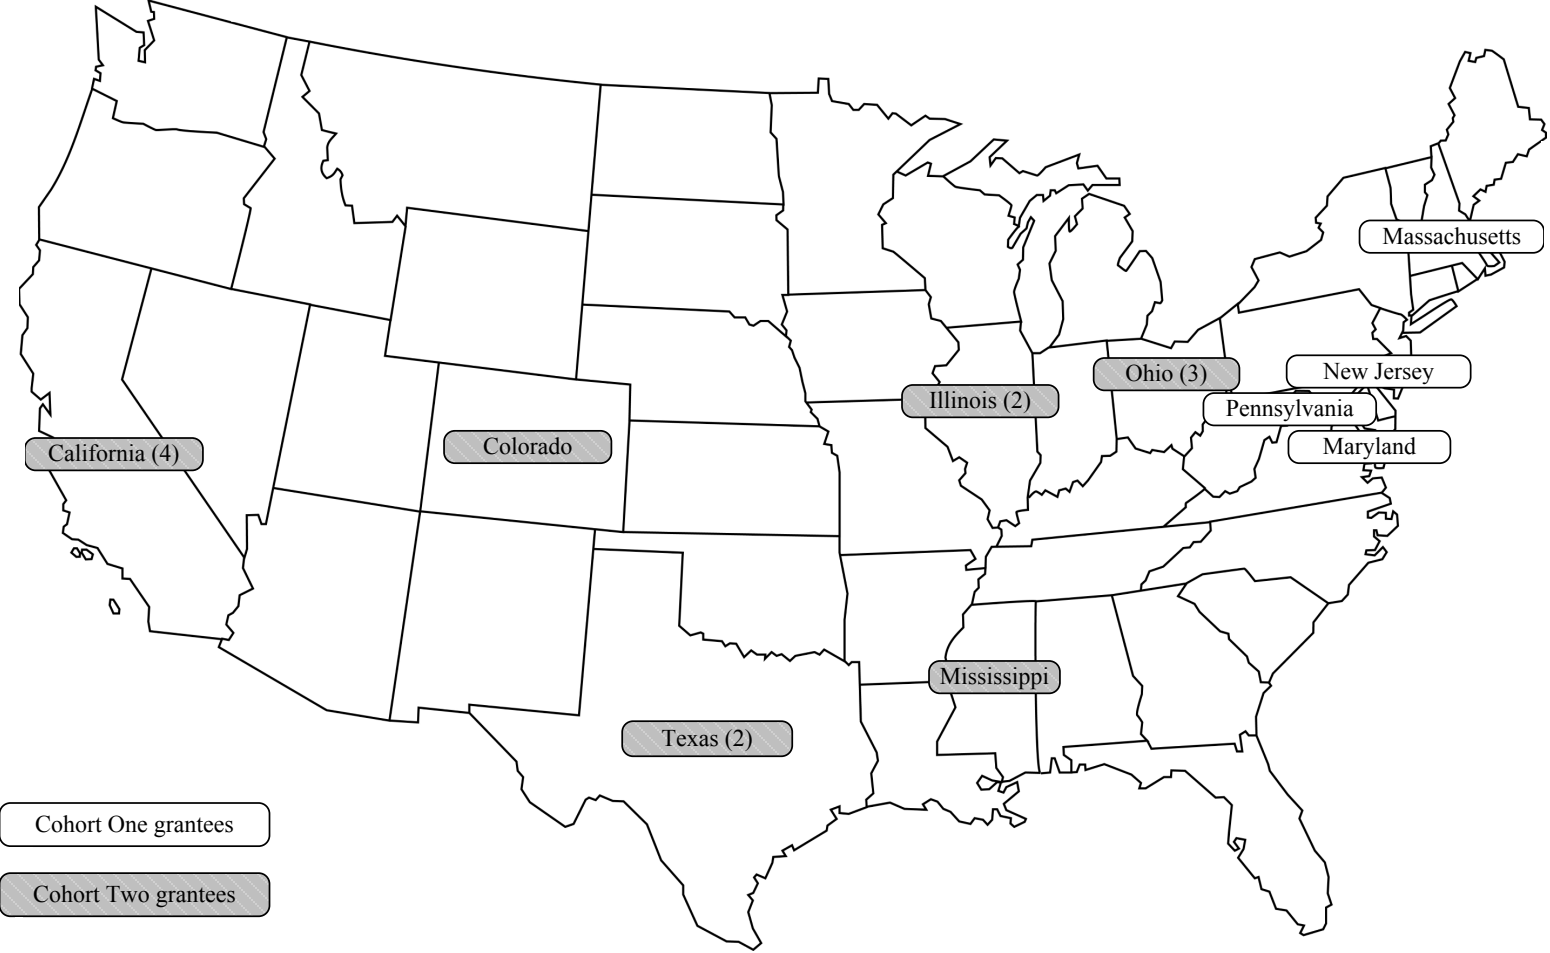 Massachusetts
New Jersey
Ohio (3)
Illinois (2)
Pennsylvania
California (4)
Colorado
Maryland
Mississippi
Texas (2)
Cohort One grantees
Cohort Two grantees